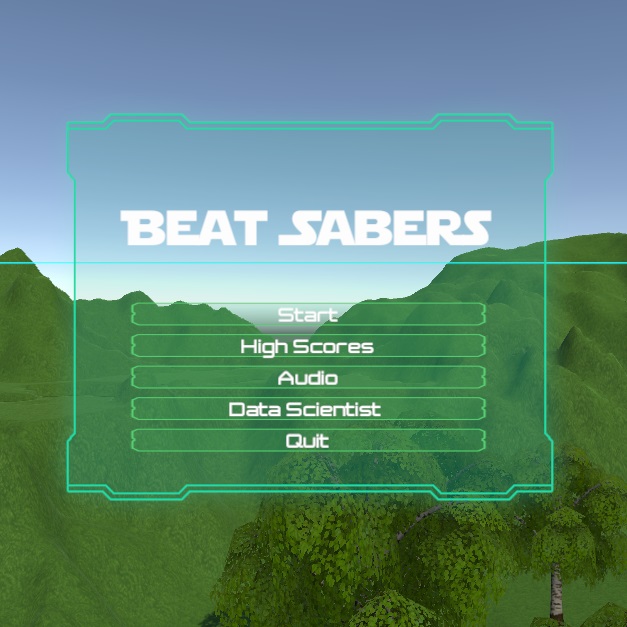 BEAT SABERS
Start
High Scores
Audio
Data Scientist
Quit